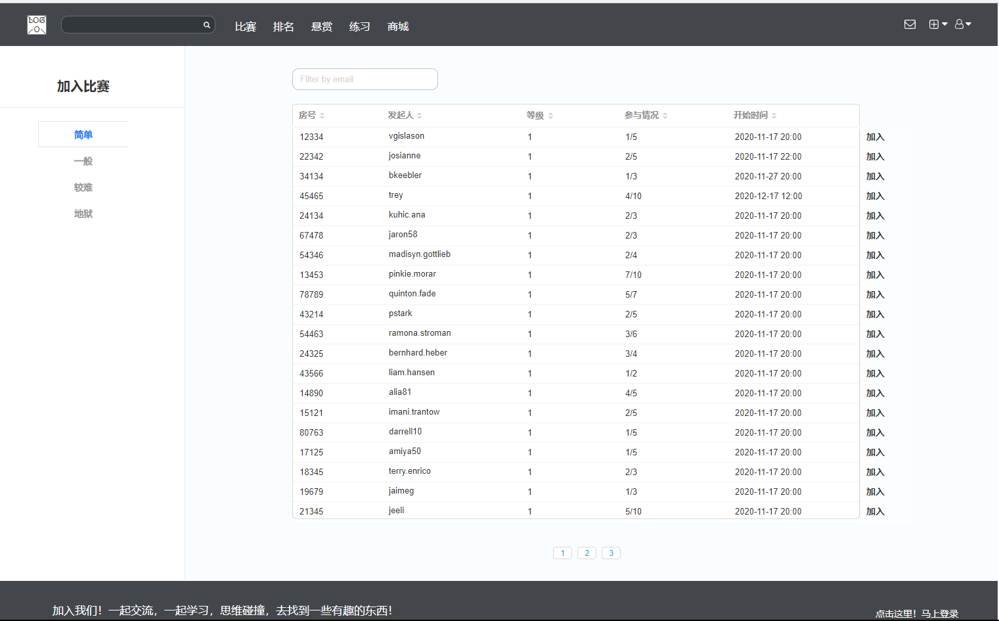 LOGO
比赛 排名 悬赏 练习 商城
加入比赛
简单
一般
较难
地狱
Filter by email
房号 发起人 等级 参与情况 开始时间
12334 vgislason 1 1/5 2020-11-17 20:00 加入
22342 josianne 1 2/5 2020-11-17 22:00 加入
34134 bkeebler 1 1/3 2020-11-27 20:00 加入
45465 trey 1 4/10 2020-12-17 12:00 加入
24134 kuhic.ana 1 2/3 2020-11-17 20:00 加入
67478 jaron58 1 2/3 2020-11-17 20:00 加入
54346 madisyn.gottlieb 1 2/4 2020-11-17 20:00 加入
13453 pinkie.morar 1 7/10 2020-11-17 20:00 加入
78789 quinton.fade 1 5/7 2020-11-17 20:00 加入
43214 pstark 1 2/5 2020-11-17 20:00 加入
54463 ramona.stroman 1 3/6 2020-11-17 20:00 加入
24325 bernhard.heber 1 3/4 2020-11-17 20:00 加入
43566 liam.hansen 1 1/2 2020-11-17 20:00 加入
14890 alia81 1 4/5 2020-11-17 20:00 加入
15121 imani.trantow 1 2/5 2020-11-17 20:00 加入
80763 darrell10 1 1/5 2020-11-17 20:00 加入
17125 amiya50 1 1/5 2020-11-17 20:00 加入
18345 terry.enrico 1 2/3 2020-11-17 20:00 加入
19679 jaimeg 1 1/3 2020-11-17 20:00 加入
21345 jeeli 1 5/10 2020-11-17 20:00 加入
1 2 3
加入我们！一起交流，一起学习，思维碰撞，去找到一些有趣的东西！
点击这里！马上登录